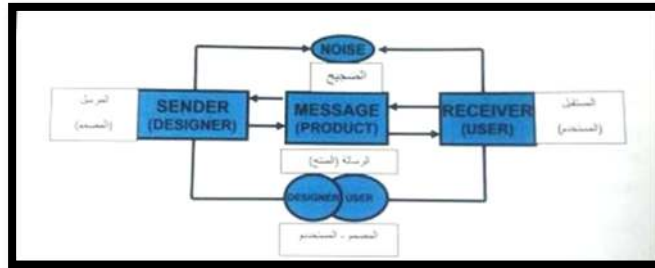 NOISE
الضجيج
المرسل
(المصمم)
SENDER
(DESIGNER)
MESSAGE
(PRODUCT)
RECEIVER
(USER)
المستقبل
(المستخدم)
الرسالة (المنتج)
DESIGNER USER
المصمم - المستخدم